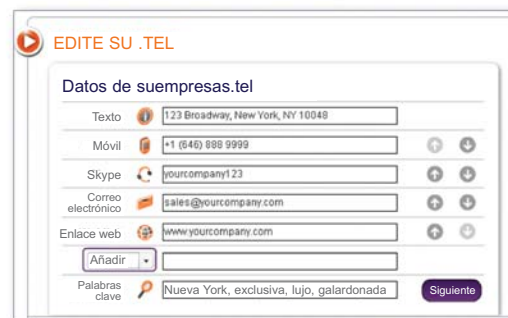 EDITE SU .TEL
Datos de suempresas.tel
Texto 123 Broadway, New York, NY 10048
Móvil +1 (646) 888 9999
Skype yourcompany123
Correo
electrónico sales@yourcompany.com
Enlace web www.yourcompany.com
Añadir
Palabras
clave Nueva York, exclusiva, lujo, galardonada
Siguiente